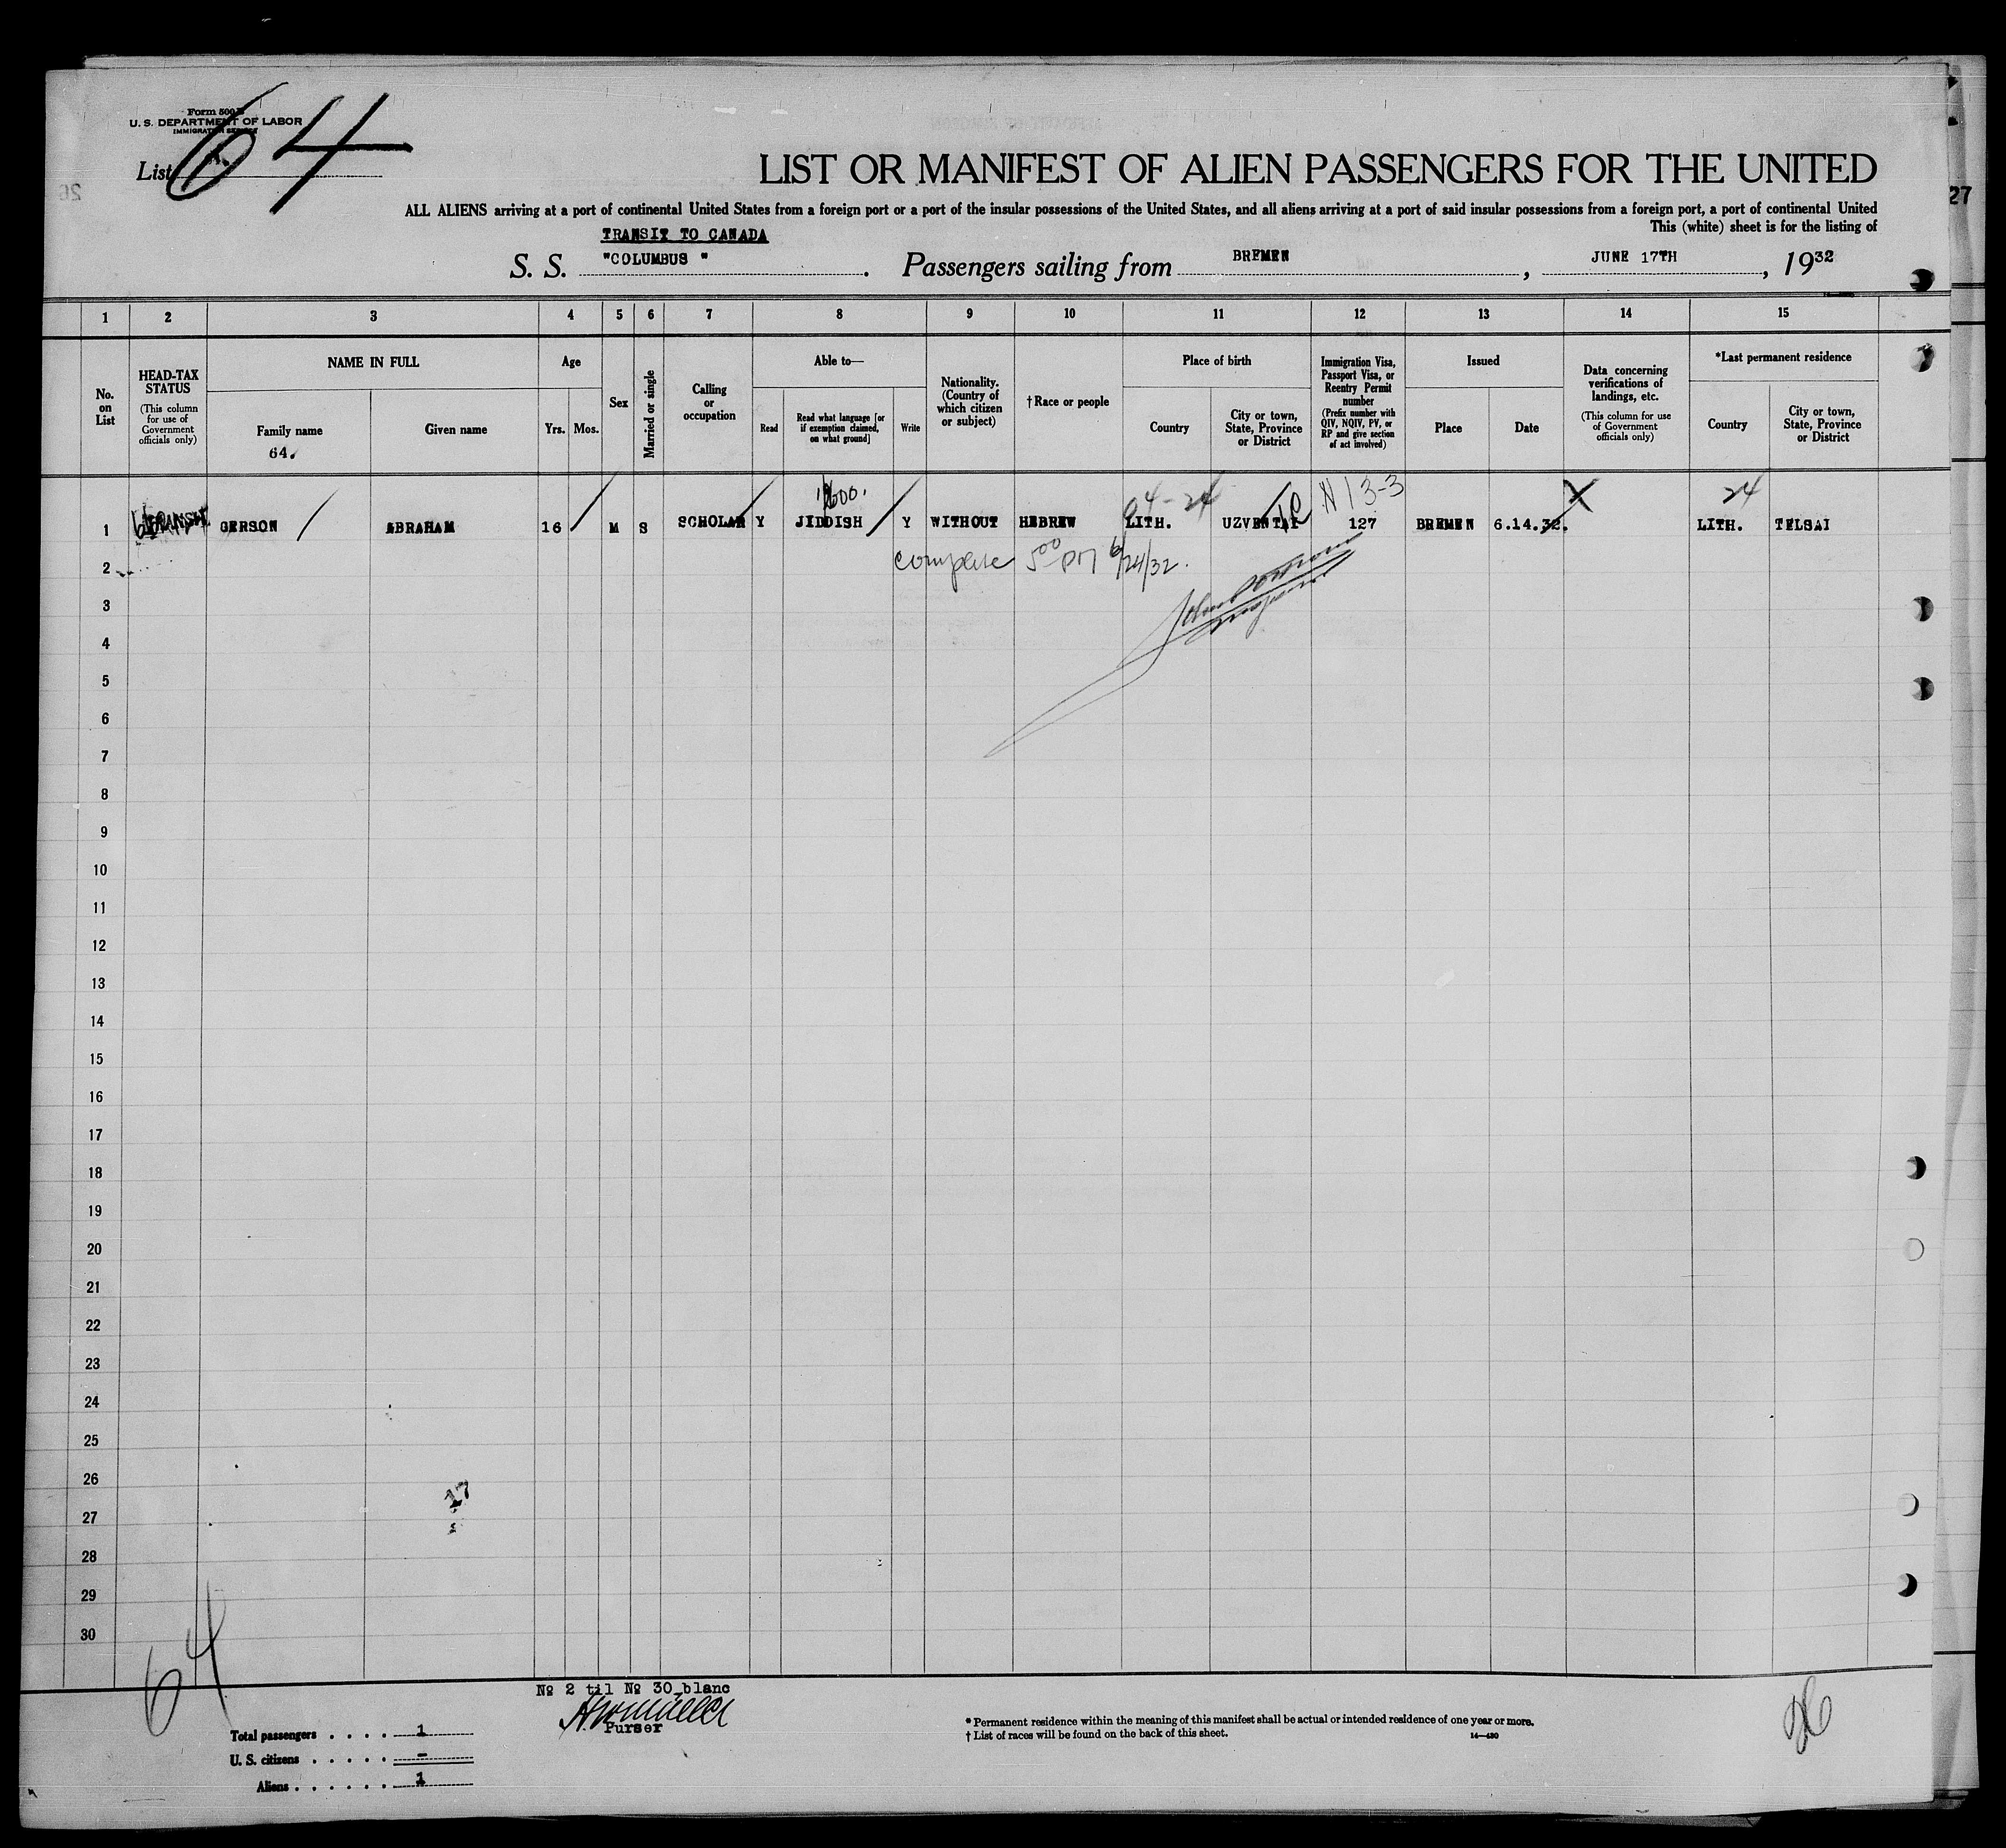 Form 500 B
U. S. DEPARTMENT OF LABOR
IMMIGRATION SERVICE
List 64
LIST OR MANIFEST OF ALIEN PASSENGERS FOR THE UNITED
27
ALL ALIENS arriving at a port of continental United States from a foreign port or a port of the insular possessions of the United States, and all aliens arriving at a port of said insular possessions from a foreign port, a port of continental United
This (white) sheet is for the listing of
TRANSIT TO CANADA
S. S. "COLUMBUS ". Passengers sailing from BREMEN, JUNE 17TH, 1932
1 2 3 4 5 6 7 8 9 10 11 12 13 14 15
No. on List
HEAD-TAX STATUS (This column for use of Government officials only)
NAME IN FULL
Family name
64.
Given name
Age
Yrs. Mos.
Sex
Married or single
Calling or occupation
Able to—
Read
Read what language [or if exemption claimed, on what ground]
Write
Nationality. (Country of which citizen or subject)
†Race or people
Place of birth
Country
City or town, State, Province or District
Immigration Visa, Passport Visa, or Reentry Permit number (Prefix number with QIV, NQIV, PV, or RP and give section of act involved)
Issued
Place
Date
Data concerning verifications of landings, etc. (This column for use of Government officials only)
*Last permanent residence
Country
City or town, State, Province or District
24 N 13-3 24
1 TRANSIT GERSON ABRAHAM 16 M S SCHOLAR Y JIDDISH Y WITHOUT HEBREW LITH. UZVENTAI 127 BREMEN 6.14.32. LITH. TELSAI
complete 5 00 PM 6/24/32.
2
3
4
5
6
7
8
9
10
11
12
13
14
15
16
17
18
19
20
21
22
23
24
25
26
27
28
29
30
64
№ 2 til № 30 blanc
Purser
Total passengers . . . . 1
U. S. citizens . . . . . -
Aliens . . . . . . 1
* Permanent residence within the meaning of this manifest shall be actual or intended residence of one year or more.
† List of races will be found on the back of this sheet.
14—430
26